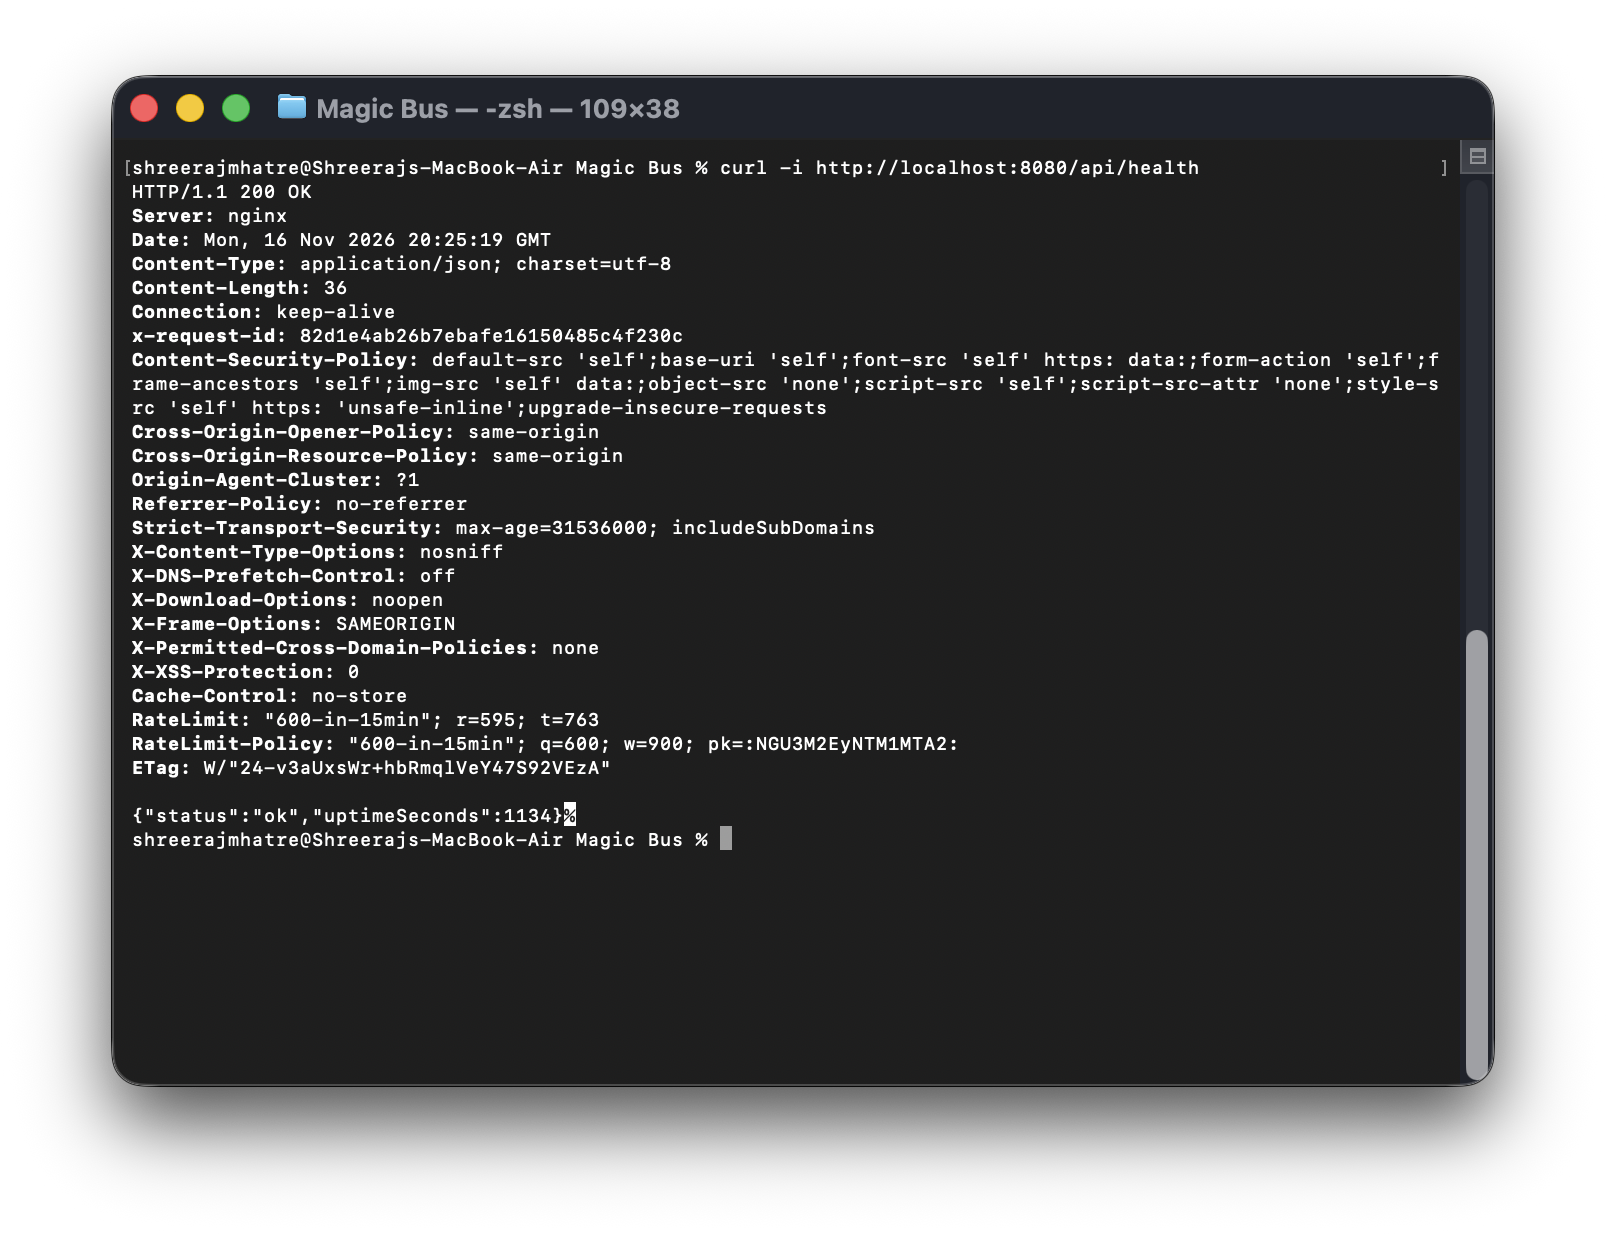 Magic Bus — -zsh — 109×38
[shreerajmhatre@Shreerajs-MacBook-Air Magic Bus % curl -i http://localhost:8080/api/health ]
HTTP/1.1 200 OK
Server: nginx
Date: Mon, 16 Nov 2026 20:25:19 GMT
Content-Type: application/json; charset=utf-8
Content-Length: 36
Connection: keep-alive
x-request-id: 82d1e4ab26b7ebafe16150485c4f230c
Content-Security-Policy: default-src 'self';base-uri 'self';font-src 'self' https: data:;form-action 'self';f
rame-ancestors 'self';img-src 'self' data:;object-src 'none';script-src 'self';script-src-attr 'none';style-s
rc 'self' https: 'unsafe-inline';upgrade-insecure-requests
Cross-Origin-Opener-Policy: same-origin
Cross-Origin-Resource-Policy: same-origin
Origin-Agent-Cluster: ?1
Referrer-Policy: no-referrer
Strict-Transport-Security: max-age=31536000; includeSubDomains
X-Content-Type-Options: nosniff
X-DNS-Prefetch-Control: off
X-Download-Options: noopen
X-Frame-Options: SAMEORIGIN
X-Permitted-Cross-Domain-Policies: none
X-XSS-Protection: 0
Cache-Control: no-store
RateLimit: "600-in-15min"; r=595; t=763
RateLimit-Policy: "600-in-15min"; q=600; w=900; pk=:NGU3M2EyNTM1MTA2:
ETag: W/"24-v3aUxsWr+hbRmqlVeY47S92VEzA"
{"status":"ok","uptimeSeconds":1134}%
shreerajmhatre@Shreerajs-MacBook-Air Magic Bus %